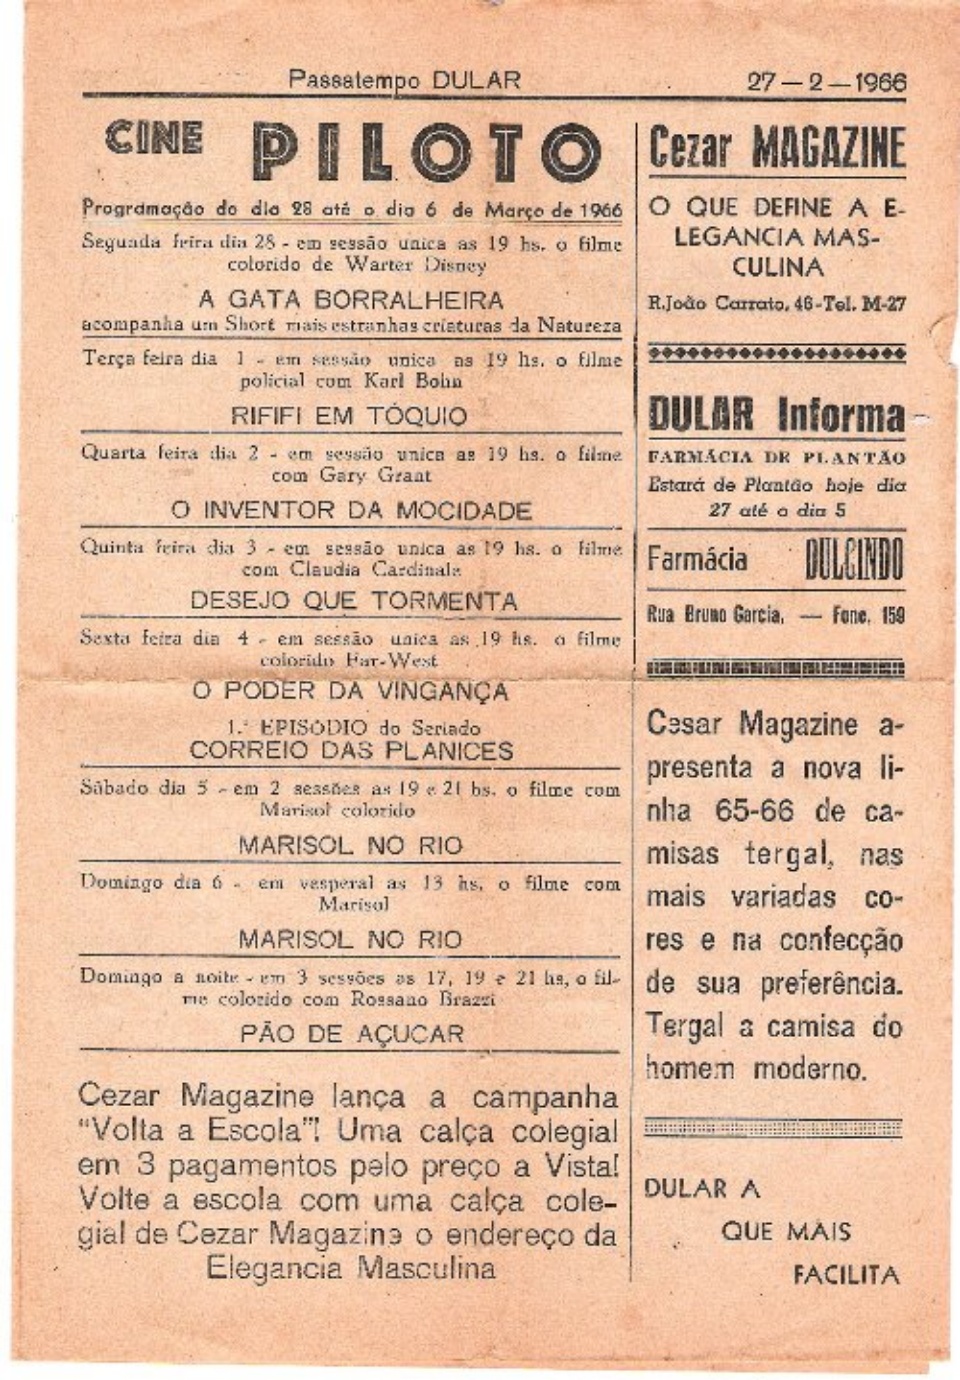 Passatempo DULAR 27-2-1966
CINE PILOTO
Programação do dia 28 até o dia 6 de Março de 1966
Segunda feira dia 28 - em sessão unica as 19 hs. o filme
colorido de Warter Disney
A GATA BORRALHEIRA
acompanha um Short mais estranhas criaturas da Natureza
Terça feira dia 1 - em sessão unica as 19 hs. o filme
policial com Karl Bohn
RIFIFI EM TÓQUIO
Quarta feira dia 2 - em sessão unica as 19 hs. o filme
com Gary Grant
O INVENTOR DA MOCIDADE
Quinta feira dia 3 - em sessão unica as 19 hs. o filme
com Claudia Cardinale
DESEJO QUE TORMENTA
Sexta feira dia 4 - em sessão unica as 19 hs. o filme
colorido Far-West
O PODER DA VINGANÇA
1.º EPISODIO do Seriado
CORREIO DAS PLANICES
Sábado dia 5 - em 2 sessões as 19 e 21 hs. o filme com
Marisol colorido
MARISOL NO RIO
Domingo dia 6 - em vesperal as 13 hs. o filme com
Marisol
MARISOL NO RIO
Domingo a noite - em 3 sessões as 17, 19 e 21 hs, o fil-
me colorido com Rossano Brazzi
PÃO DE AÇUCAR
Cezar Magazine lança a campanha
"Volta a Escola"! Uma calça colegial
em 3 pagamentos pelo preço a Vista!
Volte a escola com uma calça cole-
gial de Cezar Magazine o endereço da
Elegancia Masculina
Cezar MAGAZINE
O QUE DEFINE A E-
LEGANCIA MAS-
CULINA
R.João Carrato, 46-Tel. M-27
DULAR Informa
FARMÁCIA DE PLANTÃO
Estará de Plantão hoje dia
27 até o dia 5
Farmácia DULCINDO
Rua Bruno Garcia, — Fone, 159
Cesar Magazine a-
presenta a nova li-
nha 65-66 de ca-
misas tergal, nas
mais variadas co-
res e na confecção
de sua preferência.
Tergal a camisa do
homem moderno.
DULAR A
QUE MAIS
FACILITA